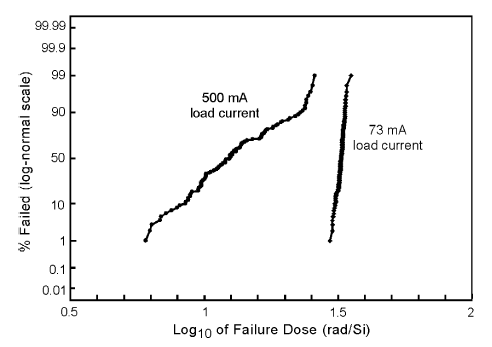 99.99
99.9
99
90
50
10
1
0.1
0.01
% Failed (log-normal scale)
500 mA
load current
73 mA
load current
0.5
1
1.5
2
Log10 of Failure Dose (rad/Si)